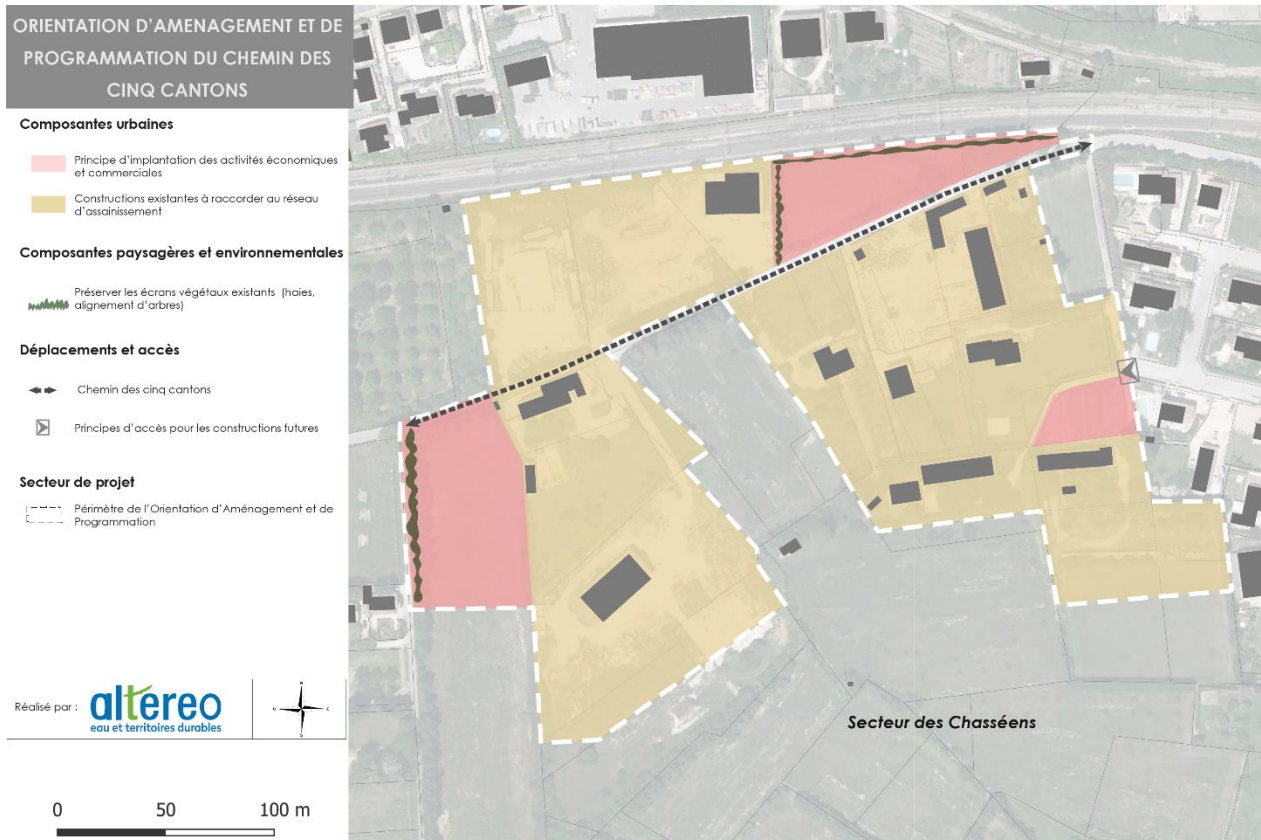 ORIENTATION D'AMENAGEMENT ET DE
PROGRAMMATION DU CHEMIN DES
CINQ CANTONS
Composantes urbaines
Principe d'implantation des activités économiques
et commerciales
Constructions existantes à raccorder au réseau
d'assainissement
Composantes paysagères et environnementales
Préserver les écrans végétaux existants (haies,
alignement d'arbres)
Déplacements et accès
Chemin des cinq cantons
Principes d'accès pour les constructions futures
Secteur de projet
Périmètre de l'Orientation d'Aménagement et de
Programmation
Réalisé par :
altereo
eau et territoires durables
0 50 100 m
Secteur des Chasséens